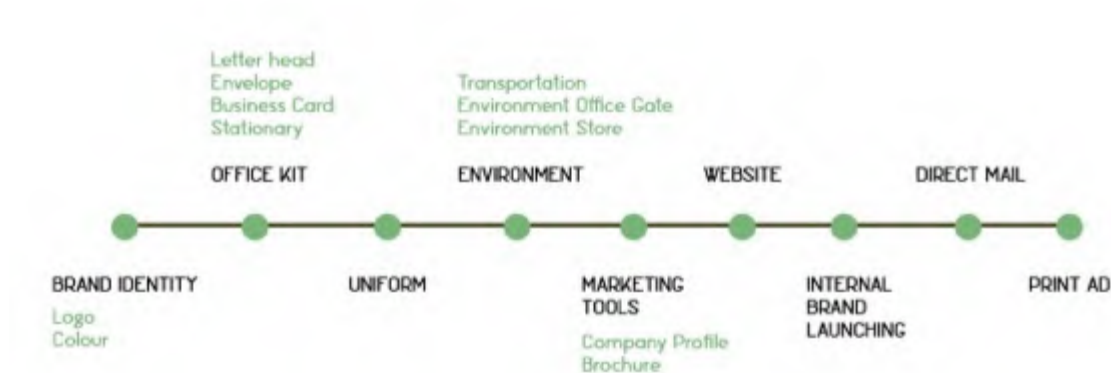 Letter head
Envelope
Business Card
Stationary
OFFICE KIT
Transportation
Environment Office Gate
Environment Store
ENVIRONMENT
WEBSITE
DIRECT MAIL
BRAND IDENTITY
Logo
Colour
UNIFORM
MARKETING
TOOLS
Company Profile
Brochure
INTERNAL
BRAND
LAUNCHING
PRINT AD